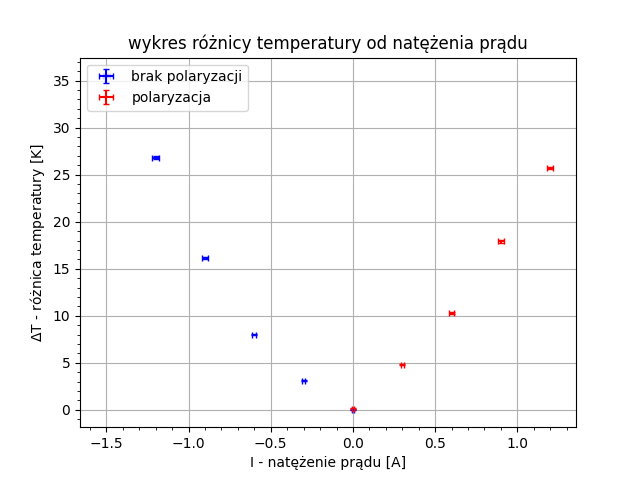 wykres różnicy temperatury od natężenia prądu
brak polaryzacji
polaryzacja
35
30
25
20
15
10
5
0
ΔT - różnica temperatury [K]
−1.5 −1.0 −0.5 0.0 0.5 1.0
I - natężenie prądu [A]